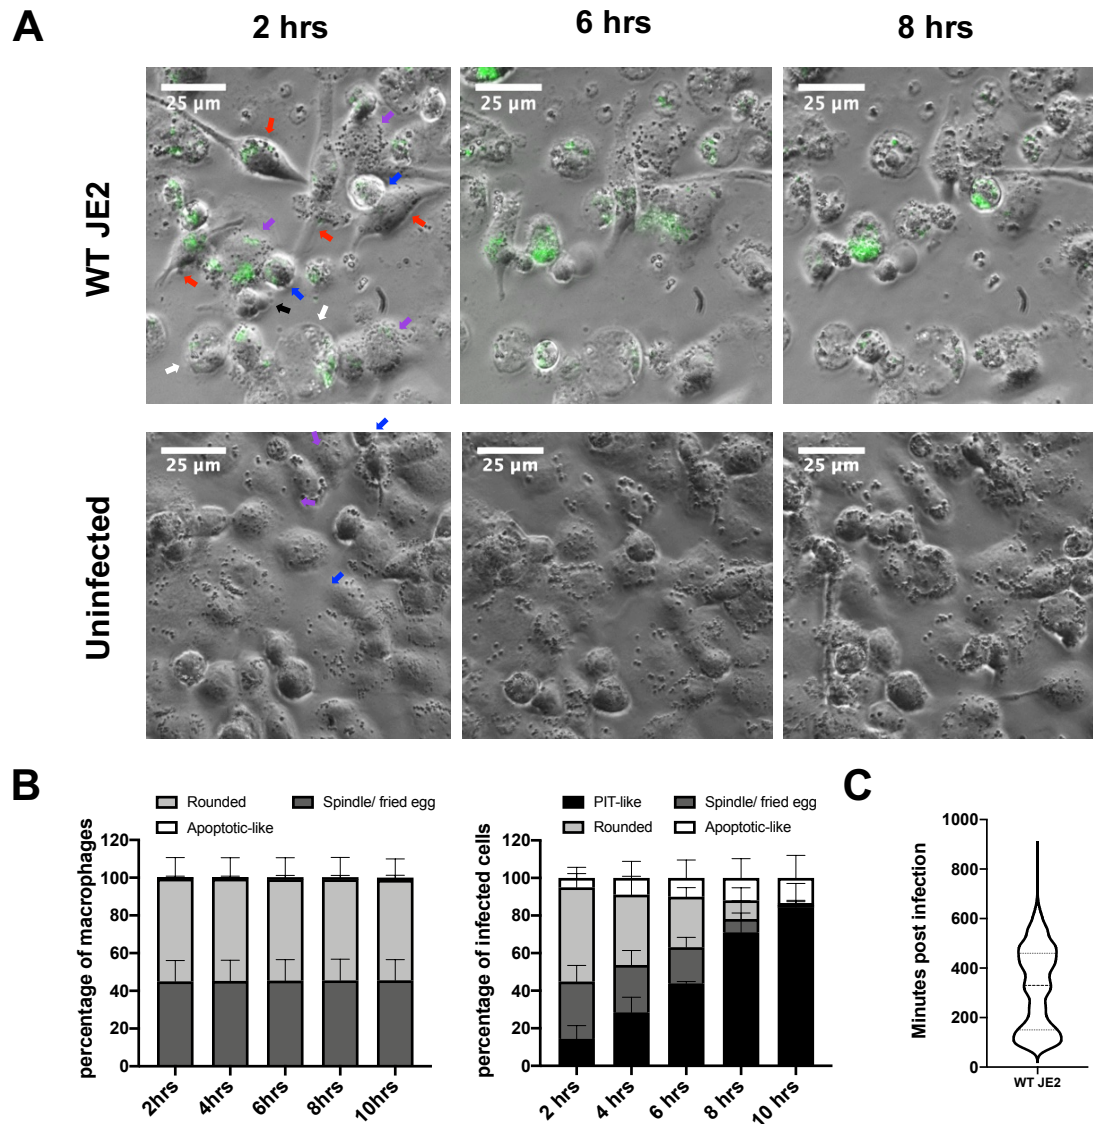 A
2 hrs
6 hrs
8 hrs
WT JE2
25 µm
25 µm
25 µm
Uninfected
25 µm
25 µm
25 µm
B
Rounded
Spindle/ fried egg
Apoptotic-like
percentage of macrophages
120
100
80
60
40
20
0
2hrs
4hrs
6hrs
8hrs
10hrs
PIT-like
Spindle/ fried egg
Rounded
Apoptotic-like
percentage of infected cells
120
100
80
60
40
20
0
2 hrs
4 hrs
6 hrs
8 hrs
10 hrs
C
Minutes post infection
1000
800
600
400
200
0
WT JE2